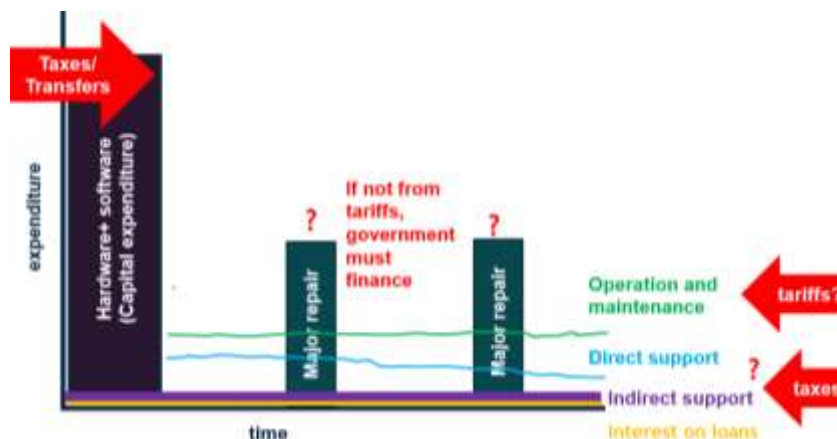 Taxes/
Transfers
expenditure
Hardware+ software
(Capital expenditure)
?
If not from
tariffs,
government
must
finance
Major repair
?
Major repair
Operation and
maintenance
tariffs?
Direct support
?
taxes
Indirect support
Interest on loans
time